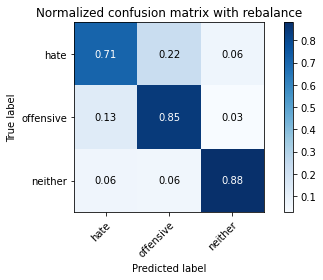 Normalized confusion matrix with rebalance
True label
hate
offensive
neither
0.71 0.22 0.06
0.13 0.85 0.03
0.06 0.06 0.88
hate
offensive
neither
Predicted label
0.8
0.7
0.6
0.5
0.4
0.3
0.2
0.1